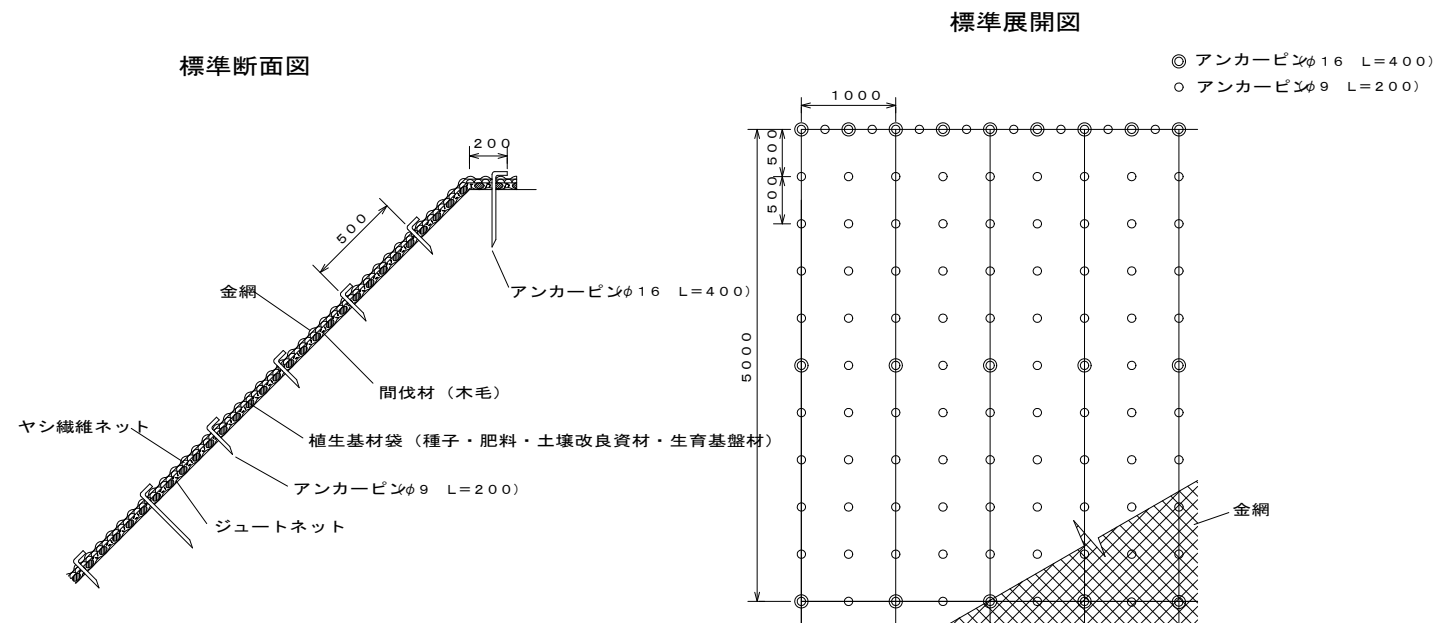 標準展開図
標準断面図
◎ アンカーピン(φ16 L=400)
○ アンカーピン(φ9 L=200)
1000
200
500
500
500
5000
アンカーピン(φ16 L=400)
金網
間伐材(木毛)
ヤシ繊維ネット
植生基材袋(種子・肥料・土壌改良資材・生育基盤材)
アンカーピン(φ9 L=200)
ジュートネット
金網